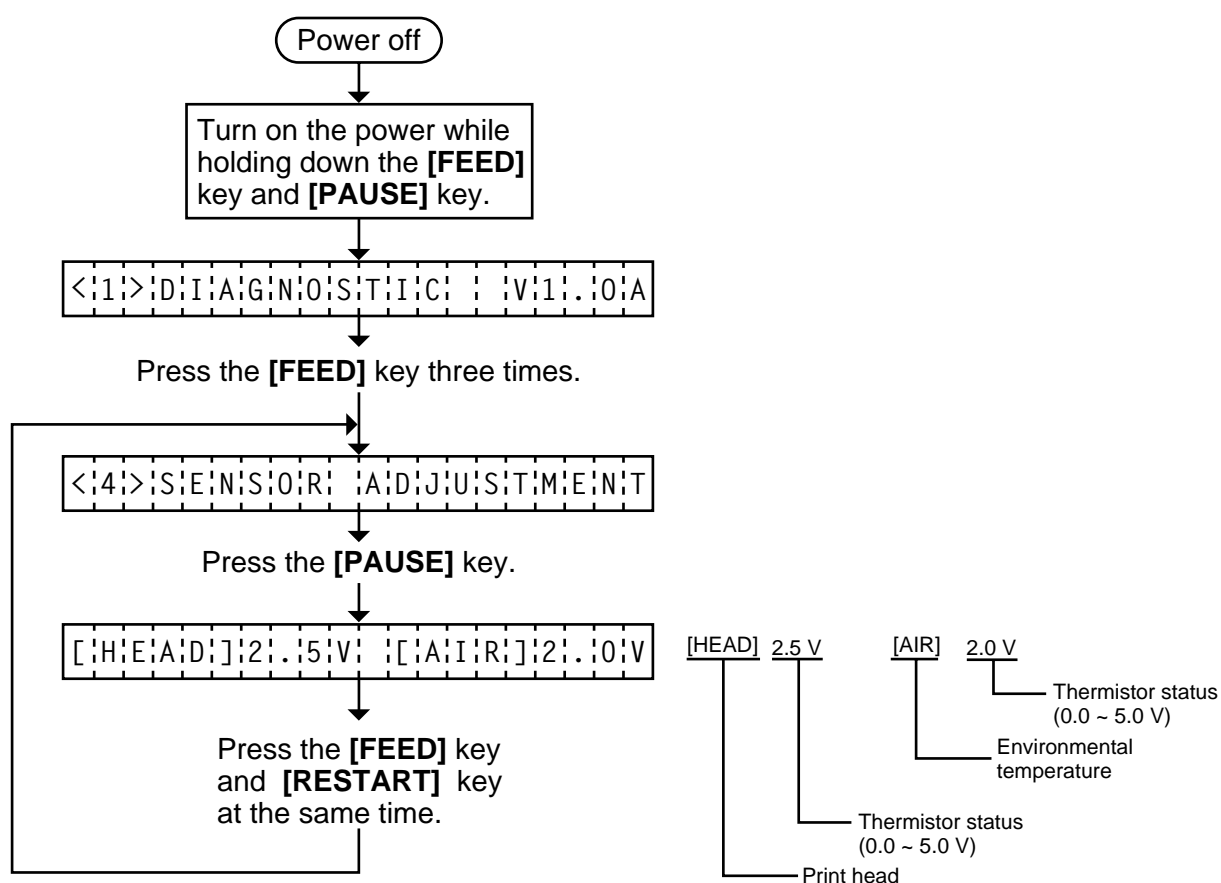 Power off
Turn on the power while
holding down the [FEED]
key and [PAUSE] key.
<1>DIAGNOSTIC  V1.0A
Press the [FEED] key three times.
<4>SENSOR ADJUSTMENT
Press the [PAUSE] key.
[HEAD]2.5V [AIR]2.0V
Press the [FEED] key
and [RESTART] key
at the same time.
[HEAD] 2.5 V [AIR] 2.0 V
Thermistor status
(0.0 ~ 5.0 V)
Environmental
temperature
Thermistor status
(0.0 ~ 5.0 V)
Print head